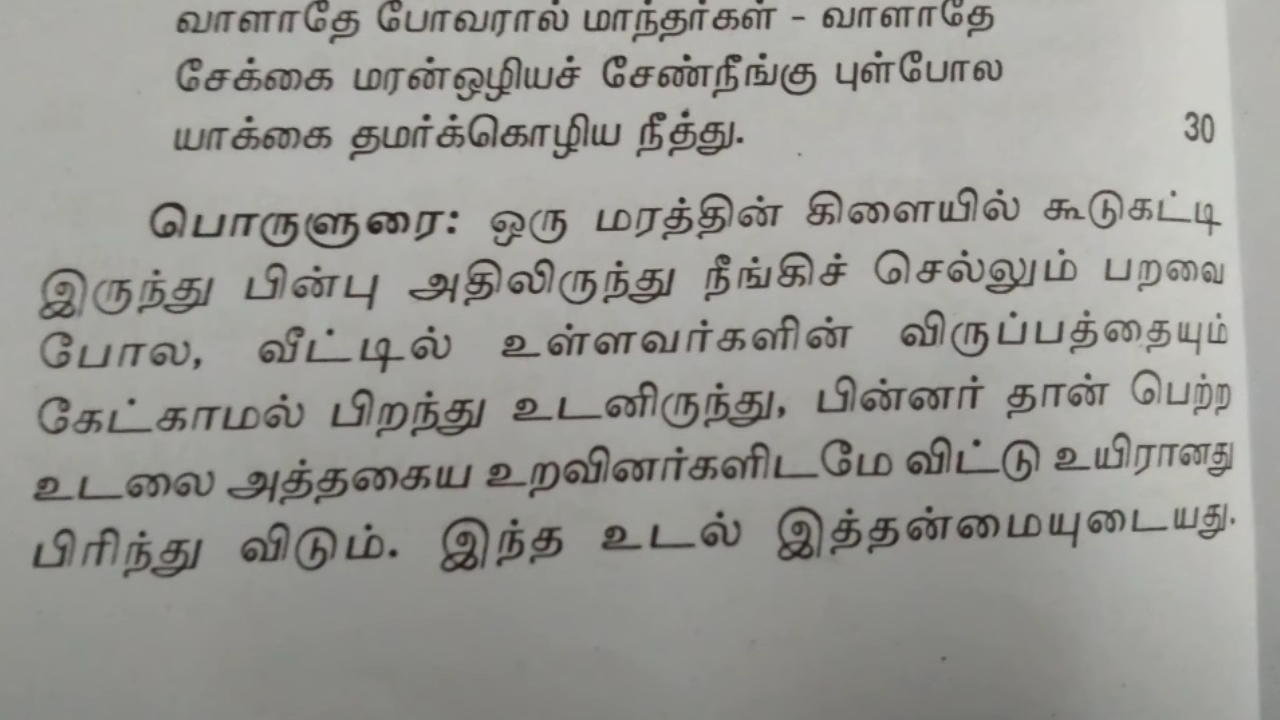 வாளாதே போவரால் மாந்தர்கள் - வாளாதே
சேக்கை மரன்ஒழியச் சேண்நீங்கு புள்போல
யாக்கை தமர்க்கொழிய நீத்து. 30
பொருளுரை: ஒரு மரத்தின் கிளையில் கூடுகட்டி
இருந்து பின்பு அதிலிருந்து நீங்கிச் செல்லும் பறவை
போல, வீட்டில் உள்ளவர்களின் விருப்பத்தையும்
கேட்காமல் பிறந்து உடனிருந்து, பின்னர் தான் பெற்ற
உடலை அத்தகைய உறவினர்களிடமே விட்டு உயிரானது
பிரிந்து விடும். இந்த உடல் இத்தன்மையுடையது.